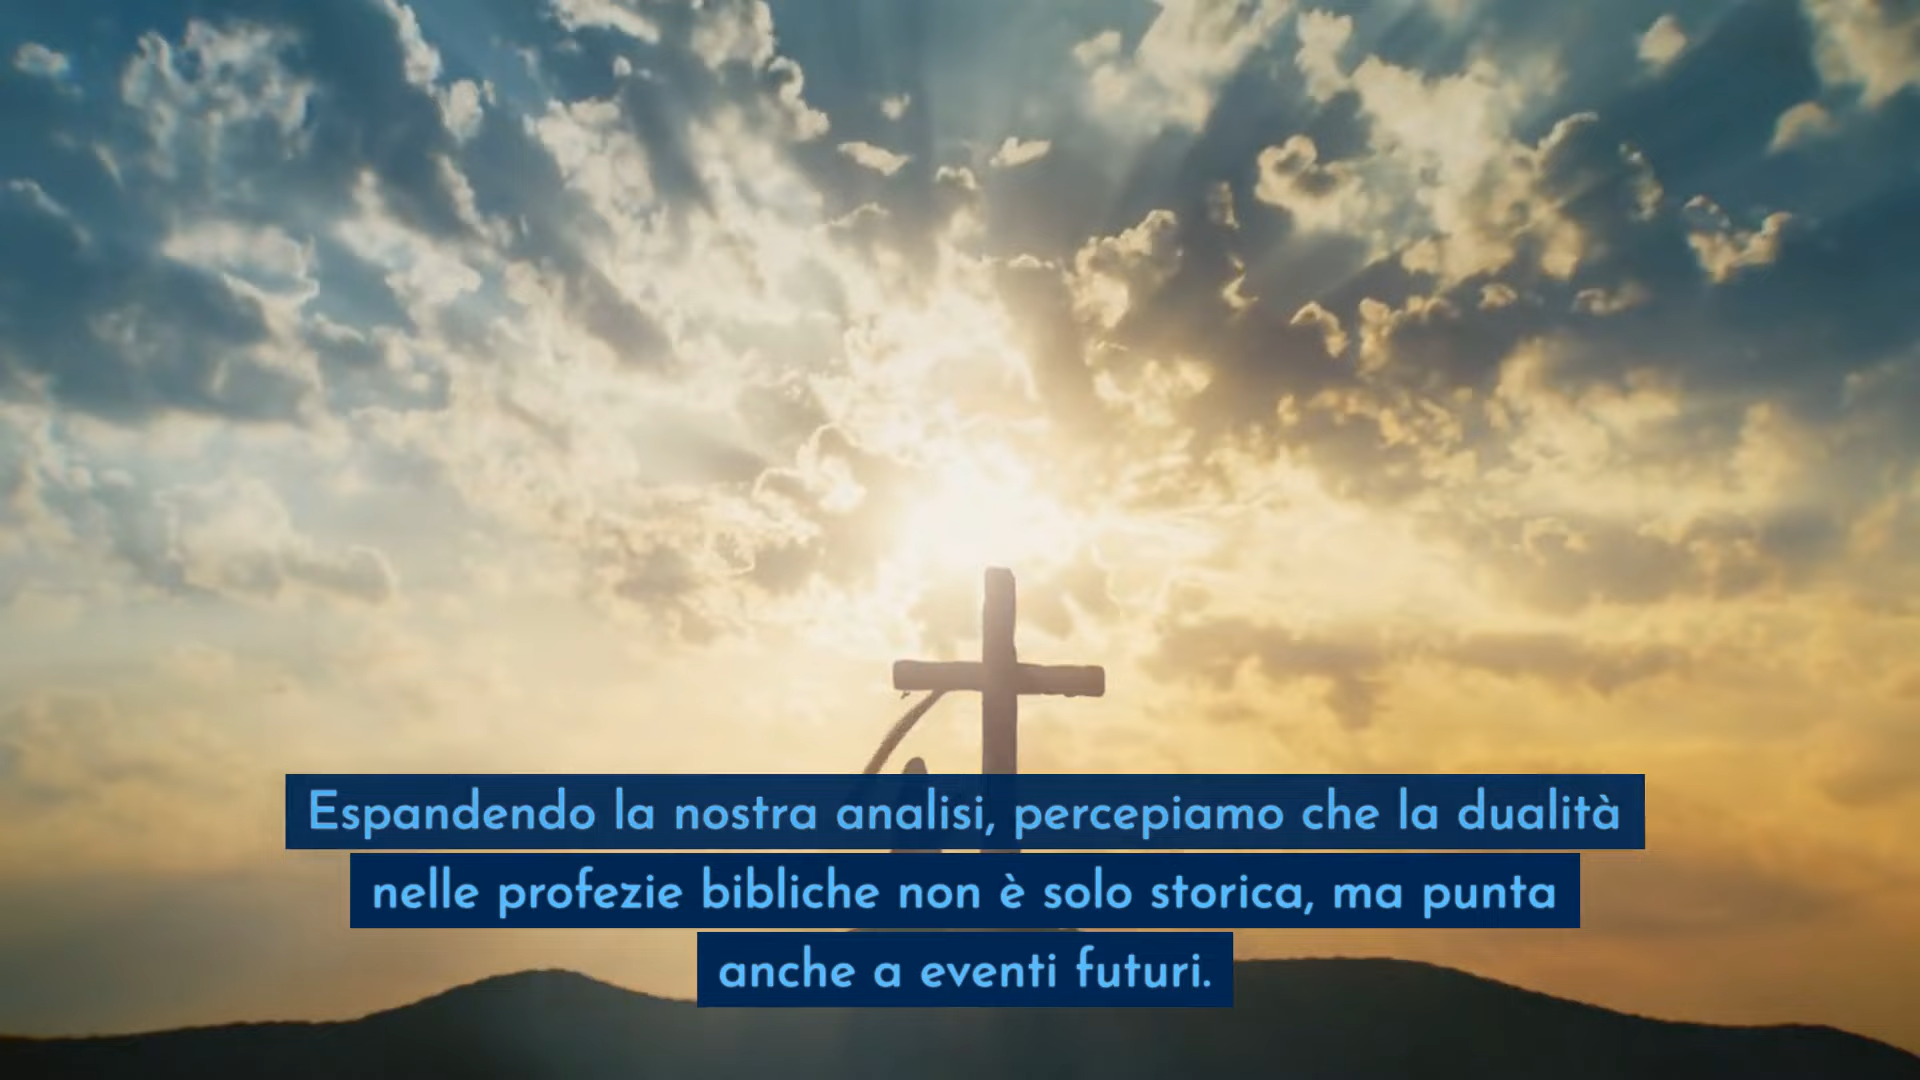 Espandendo la nostra analisi, percepiamo che la dualità
nelle profezie bibliche non è solo storica, ma punta
anche a eventi futuri.